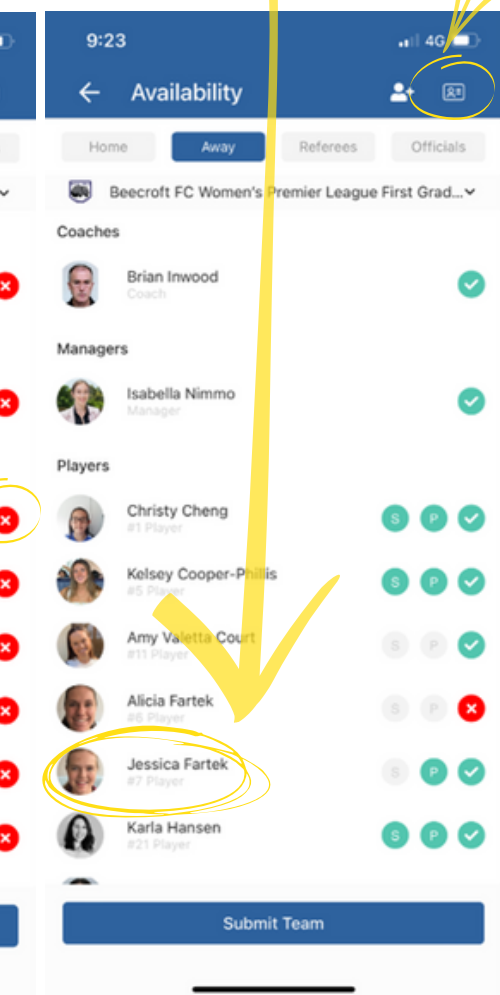 9:23
4G
Availability
Home Away Referees Officials
Beecroft FC Women's Premier League First Grad...
Coaches
Brian Inwood
Coach
Managers
Isabella Nimmo
Manager
Players
Christy Cheng S P
#1 Player
Kelsey Cooper-Phillis S P
#5 Player
Amy Valetta Court S P
#11 Player
Alicia Fartek S P
#6 Player
Jessica Fartek S P
#7 Player
Karla Hansen S P
#21 Player
Submit Team